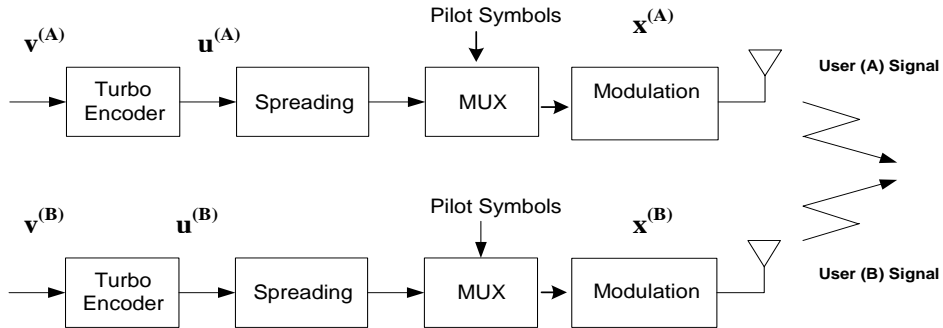 Pilot Symbols
v(A)
u(A)
x(A)
Turbo
Encoder
Spreading
MUX
Modulation
User (A) Signal
Pilot Symbols
v(B)
u(B)
x(B)
Turbo
Encoder
Spreading
MUX
Modulation
User (B) Signal